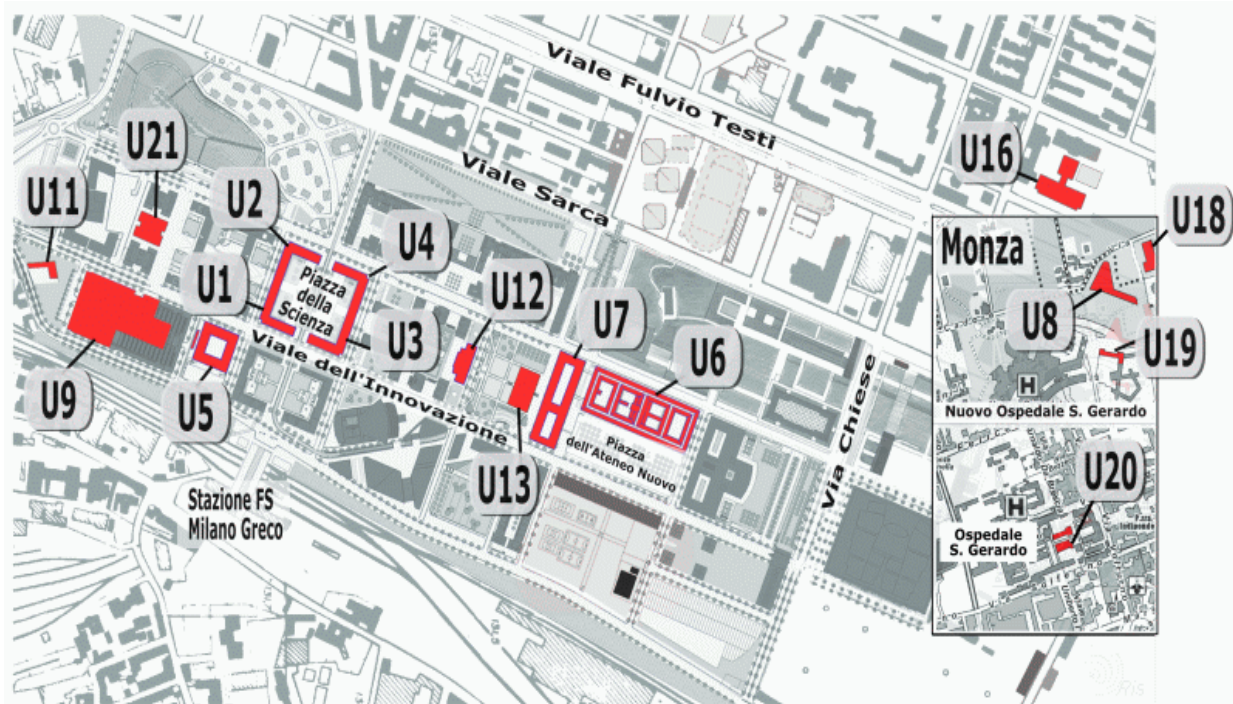 Viale Fulvio Testi
U21
U16
U11
U2
Viale Sarca
U18
U4
Monza
U1
Piazza
della
Scienza
U12
U7
U8
U3
U6
U19
Viale dell'Innovazione
U9
U5
H
Nuovo Ospedale S. Gerardo
Via Chiese
Piazza
dell'Ateneo Nuovo
U13
U20
Stazione FS
Milano Greco
H
Ospedale
S. Gerardo
Ris